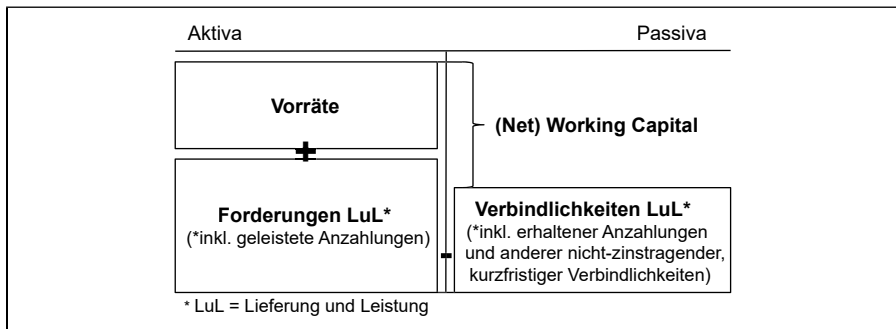 Aktiva
Passiva
Vorräte
+
(Net) Working Capital
Forderungen LuL*
(*inkl. geleistete Anzahlungen)
-
Verbindlichkeiten LuL*
(*inkl. erhaltener Anzahlungen
und anderer nicht-zinstragender,
kurzfristiger Verbindlichkeiten)
* LuL = Lieferung und Leistung